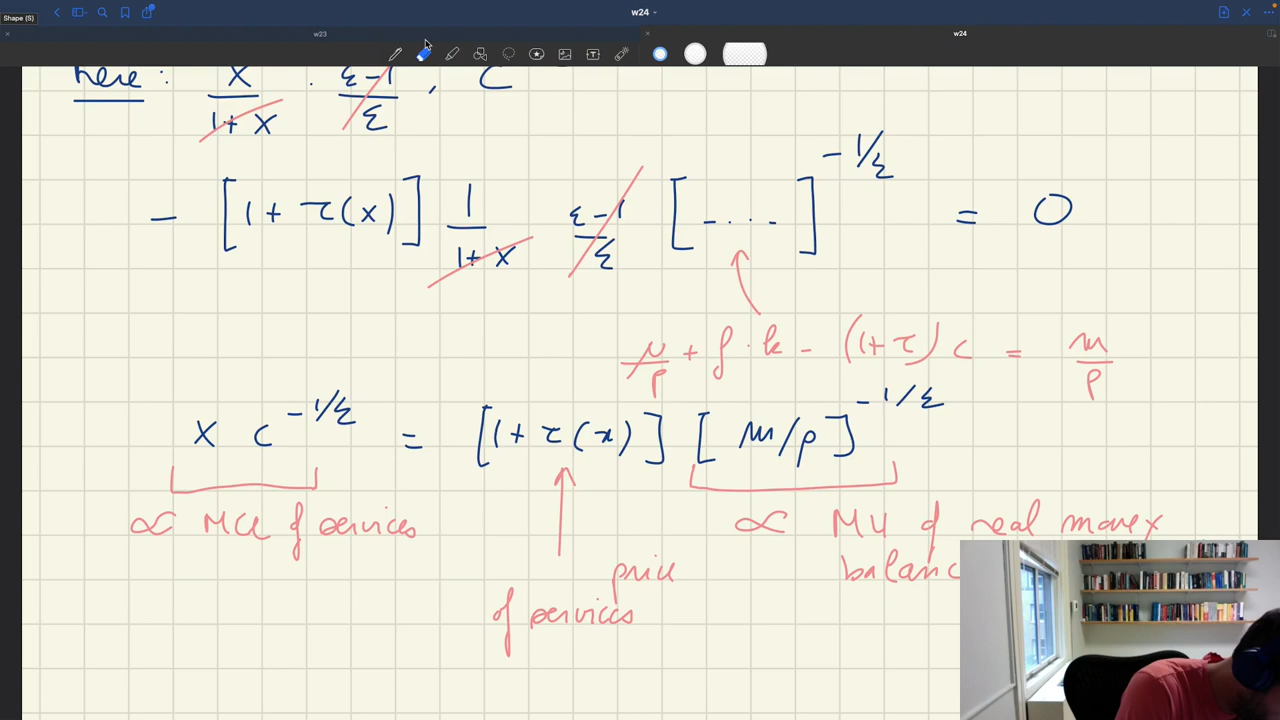 w24
Shape (S)
w23
w24
here : χ/(1+χ) · (ε-1)/ε , c
- [1 + τ(x)] 1/(1+χ) (ε-1)/ε [- · · -]^(-1/ε) = 0
μ/p + f · k - (1+τ) c = m/p
χ c^(-1/ε) = [1 + τ(x)] [m/p]^(-1/ε)
∝ MU of services
∝ MU of real money
price
of services
balanc